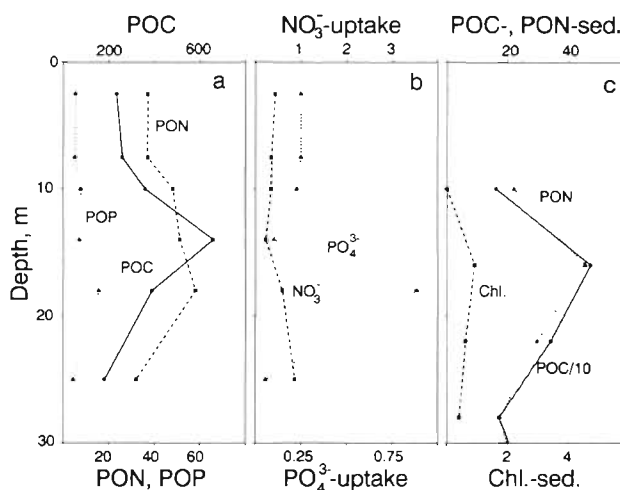 POC
NO₃⁻-uptake
POC-, PON-sed.
200 600
1 2 3
20 40
0
10
20
30
Depth, m
a
PON
POP
POC
b
PO₄³⁻
NO₃⁻
c
PON
Chl.
POC/10
20 40 60
0.25 0.75
2 4
PON, POP
PO₄³⁻-uptake
Chl.-sed.